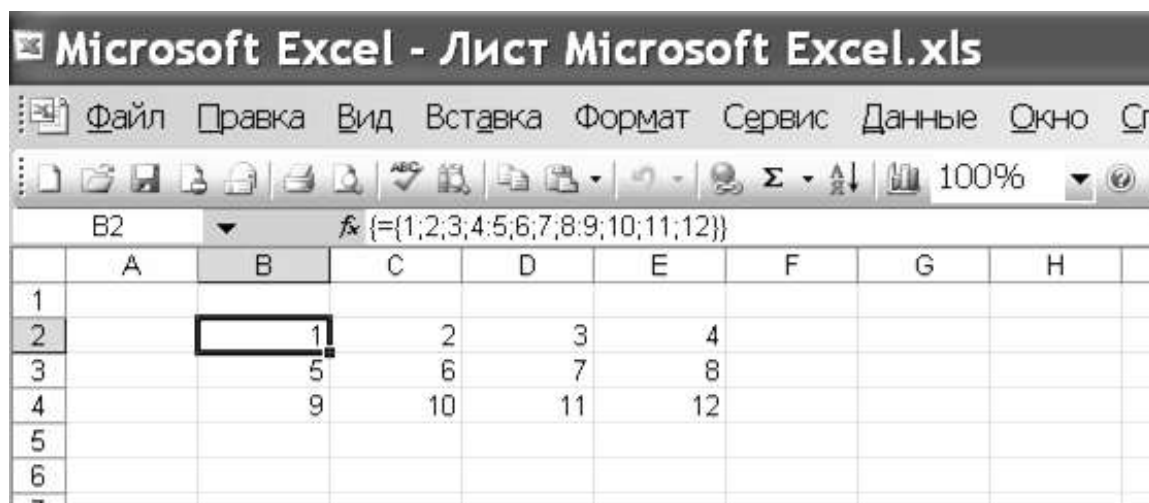 Microsoft Excel - Лист Microsoft Excel.xls
Файл Правка Вид Вставка Формат Сервис Данные Окно
100%
B2 fx {={1;2;3;4:5;6;7;8:9;10;11;12}}
A B C D E F G H
1
2 1 2 3 4
3 5 6 7 8
4 9 10 11 12
5
6